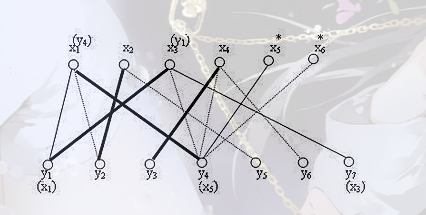 (y4) (y1) * *
x1 x2 x3 x4 x5 x6
y1 y2 y3 y4 y5 y6 y7
(x1) (x5) (x3)